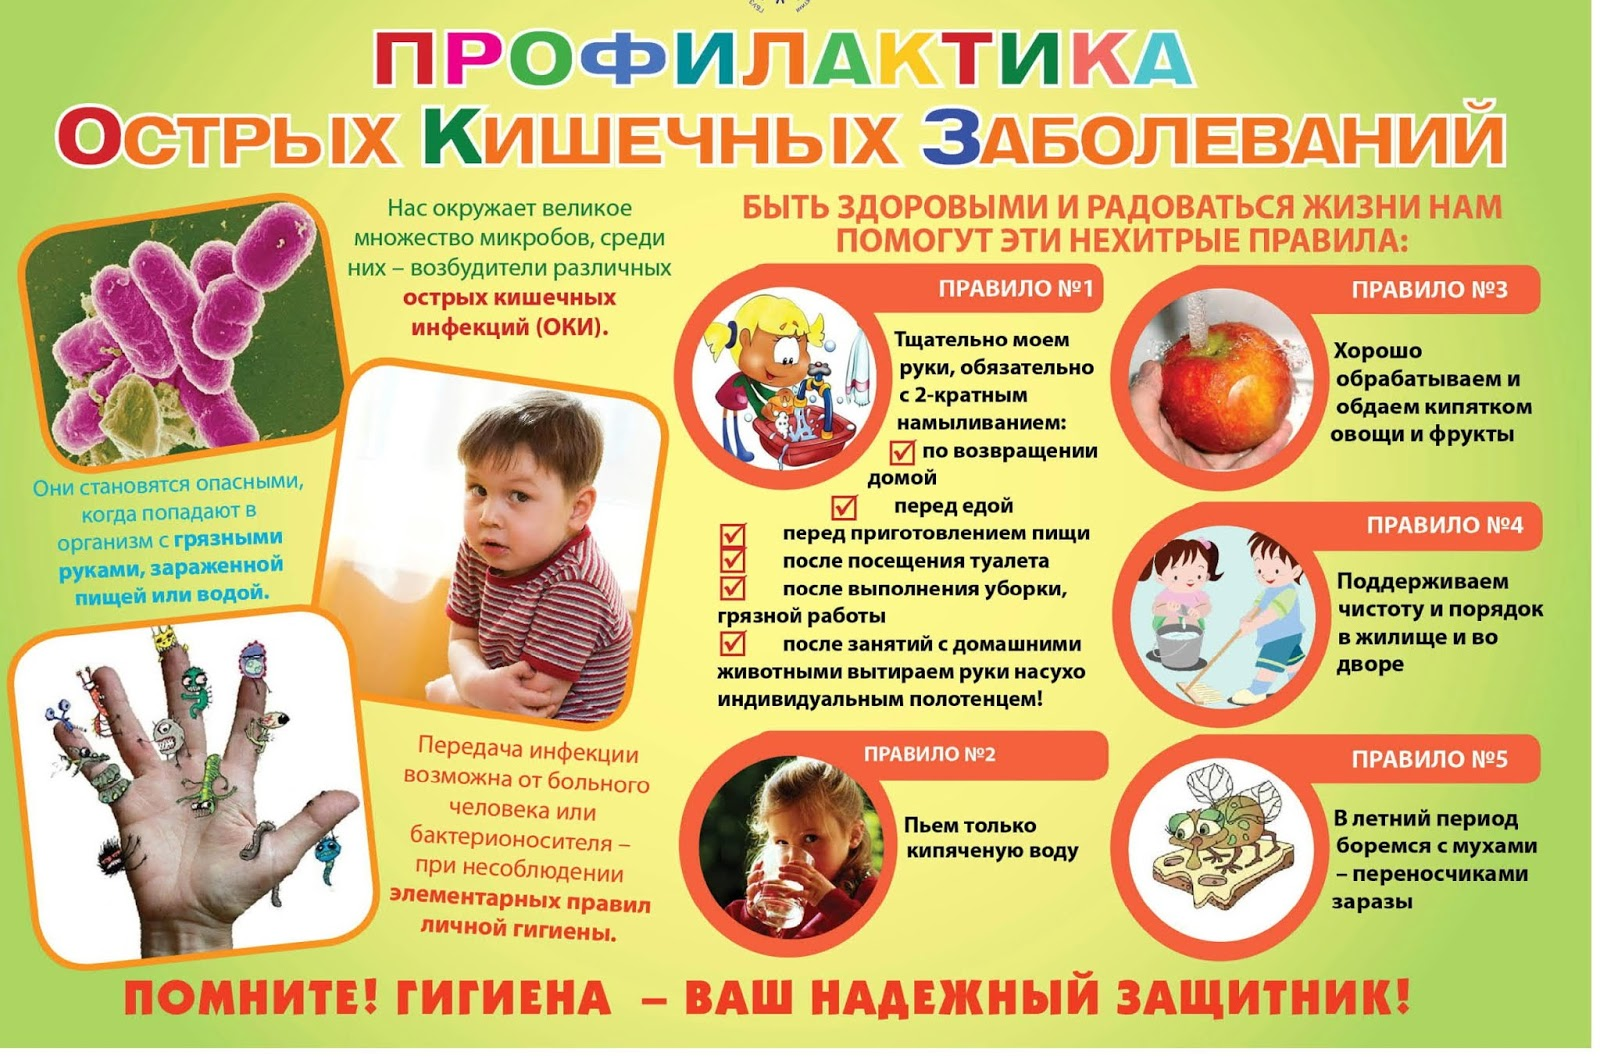 ПРОФИЛАКТИКА
ОСТРЫХ КИШЕЧНЫХ ЗАБОЛЕВАНИЙ
Нас окружает великое
множество микробов, среди
них – возбудители различных
острых кишечных
инфекций (ОКИ).
Они становятся опасными,
когда попадают в
организм с грязными
руками, зараженной
пищей или водой.
Передача инфекции
возможна от больного
человека или
бактерионосителя –
при несоблюдении
элементарных правил
личной гигиены.
БЫТЬ ЗДОРОВЫМИ И РАДОВАТЬСЯ ЖИЗНИ НАМ
ПОМОГУТ ЭТИ НЕХИТРЫЕ ПРАВИЛА:
ПРАВИЛО №1
Тщательно моем
руки, обязательно
с 2-кратным
намыливанием:
по возвращении
домой
перед едой
перед приготовлением пищи
после посещения туалета
после выполнения уборки,
грязной работы
после занятий с домашними
животными вытираем руки насухо
индивидуальным полотенцем!
ПРАВИЛО №2
Пьем только
кипяченую воду
ПРАВИЛО №3
Хорошо
обрабатываем и
обдаем кипятком
овощи и фрукты
ПРАВИЛО №4
Поддерживаем
чистоту и порядок
в жилище и во
дворе
ПРАВИЛО №5
В летний период
боремся с мухами
– переносчиками
заразы
ПОМНИТЕ! ГИГИЕНА – ВАШ НАДЕЖНЫЙ ЗАЩИТНИК!